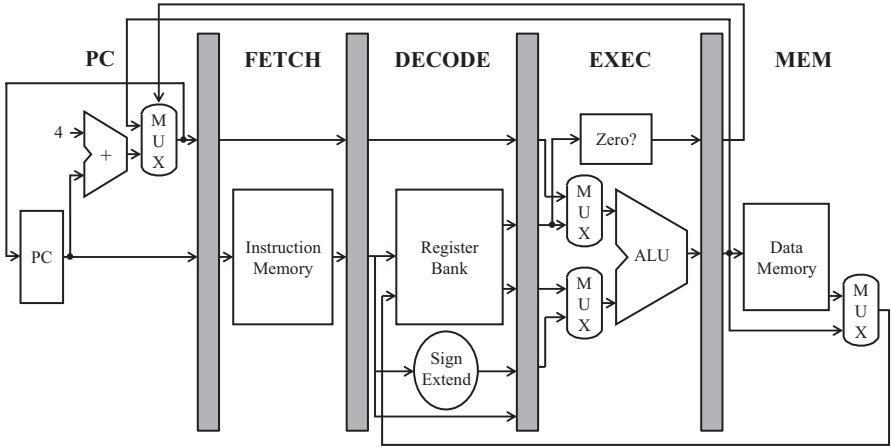 PC
FETCH
DECODE
EXEC
MEM
4
+
M
U
X
PC
Instruction
Memory
Register
Bank
Sign
Extend
Zero?
M
U
X
M
U
X
ALU
Data
Memory
M
U
X